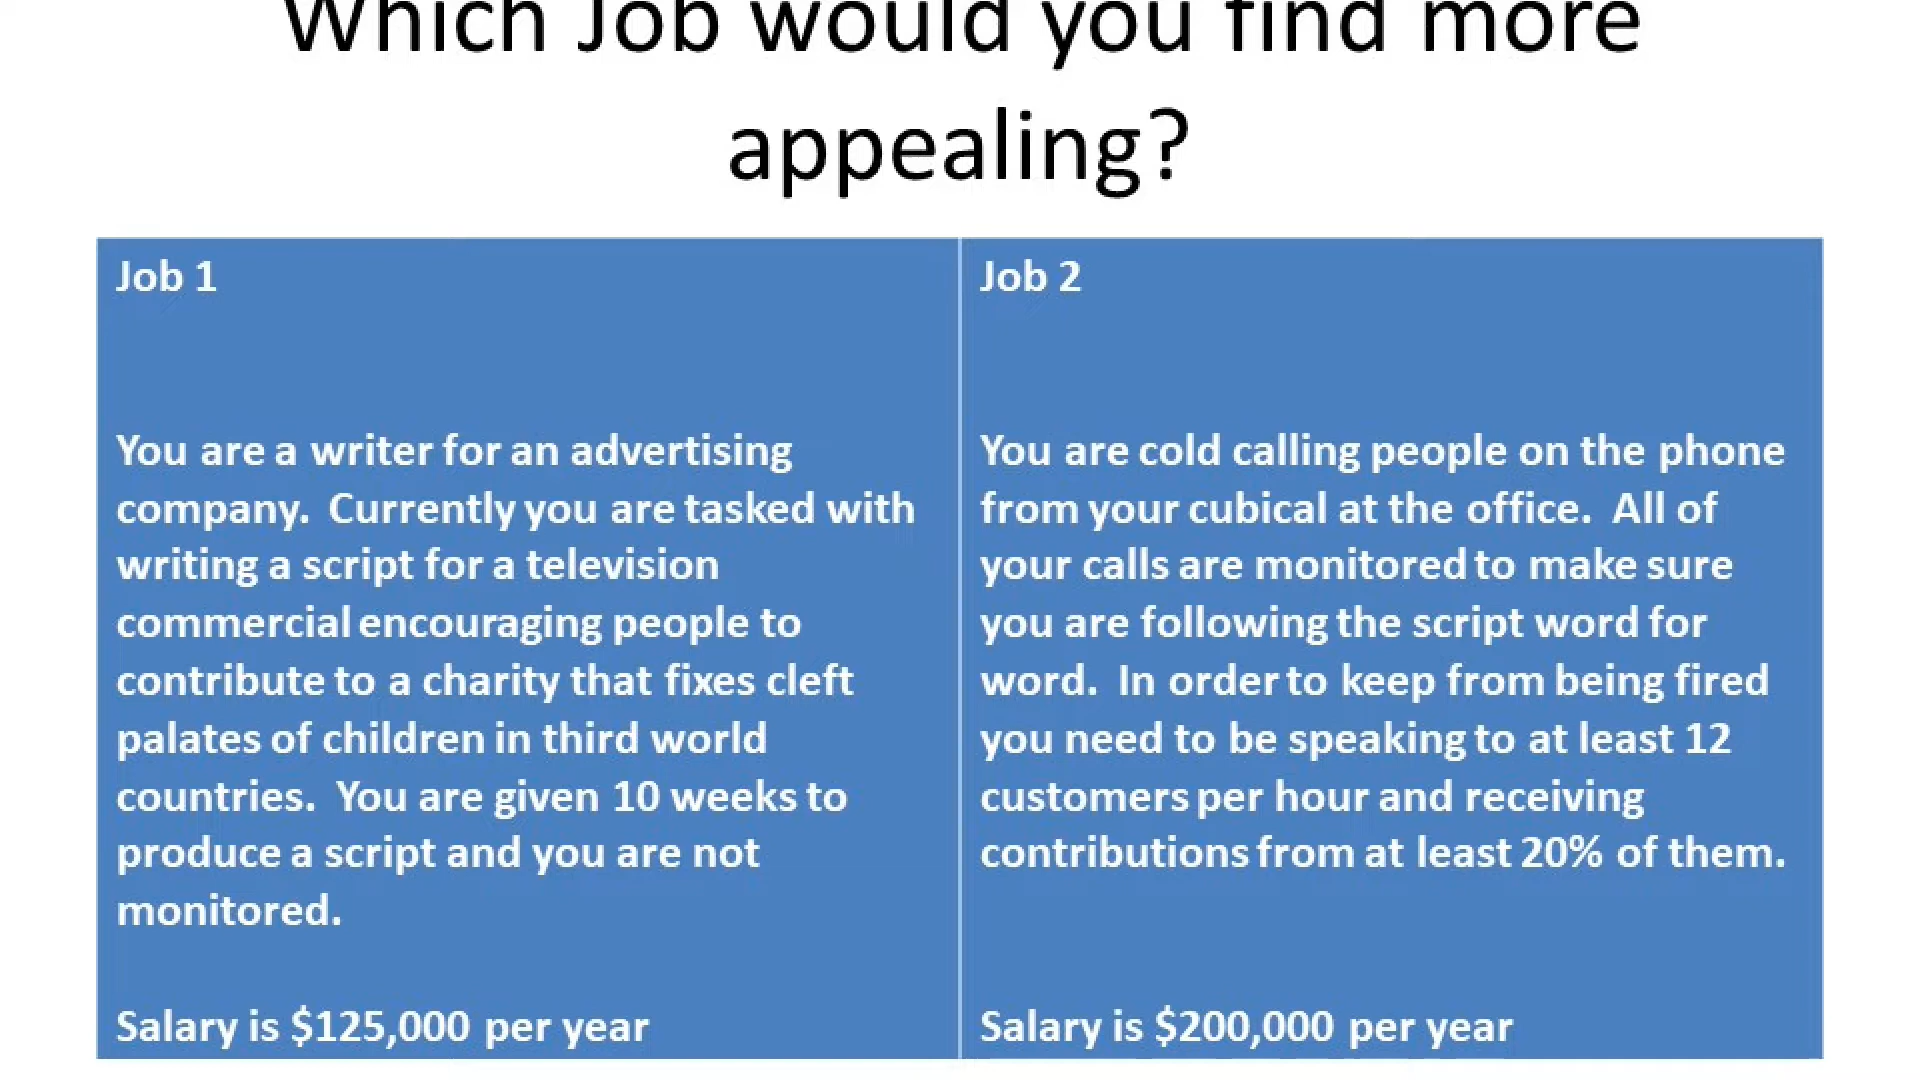 Which Job would you find more
appealing?
Job 1
You are a writer for an advertising
company. Currently you are tasked with
writing a script for a television
commercial encouraging people to
contribute to a charity that fixes cleft
palates of children in third world
countries. You are given 10 weeks to
produce a script and you are not
monitored.
Salary is $125,000 per year
Job 2
You are cold calling people on the phone
from your cubical at the office. All of
your calls are monitored to make sure
you are following the script word for
word. In order to keep from being fired
you need to be speaking to at least 12
customers per hour and receiving
contributions from at least 20% of them.
Salary is $200,000 per year